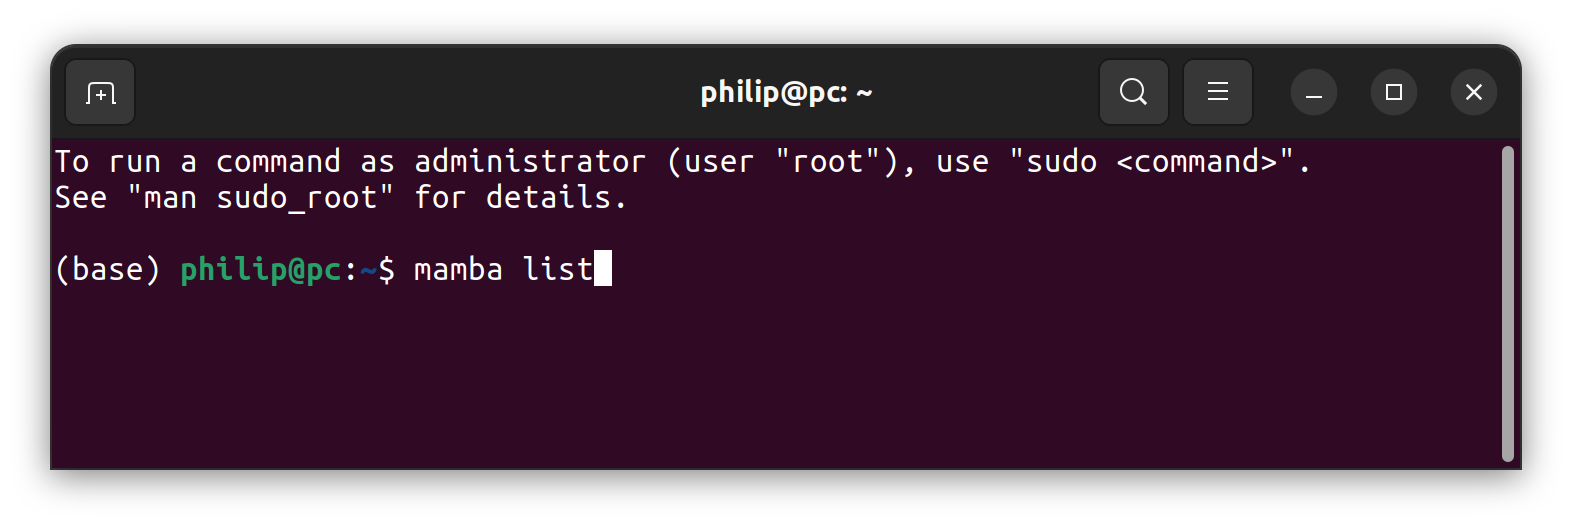 philip@pc: ~
To run a command as administrator (user "root"), use "sudo <command>".
See "man sudo_root" for details.
(base) philip@pc:~$ mamba list